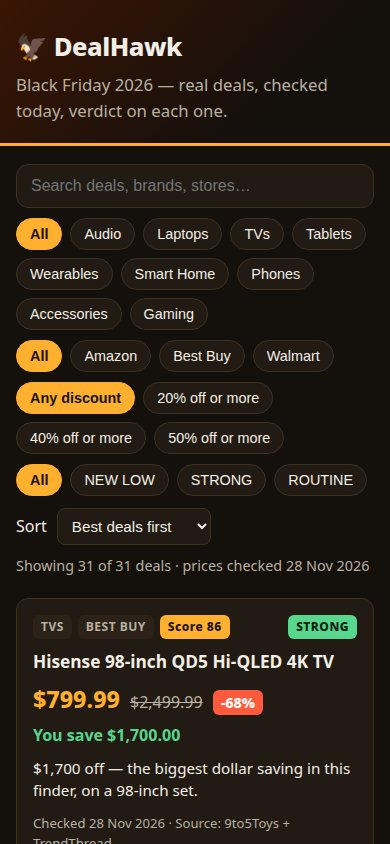 DealHawk
Black Friday 2026 — real deals, checked
today, verdict on each one.
Search deals, brands, stores…
All Audio Laptops TVs Tablets
Wearables Smart Home Phones
Accessories Gaming
All Amazon Best Buy Walmart
Any discount 20% off or more
40% off or more 50% off or more
All NEW LOW STRONG ROUTINE
Sort Best deals first
Showing 31 of 31 deals · prices checked 28 Nov 2026
TVS BEST BUY Score 86 STRONG
Hisense 98-inch QD5 Hi-QLED 4K TV
$799.99 $2,499.99 -68%
You save $1,700.00
$1,700 off — the biggest dollar saving in this
finder, on a 98-inch set.
Checked 28 Nov 2026 · Source: 9to5Toys +
TrendThread